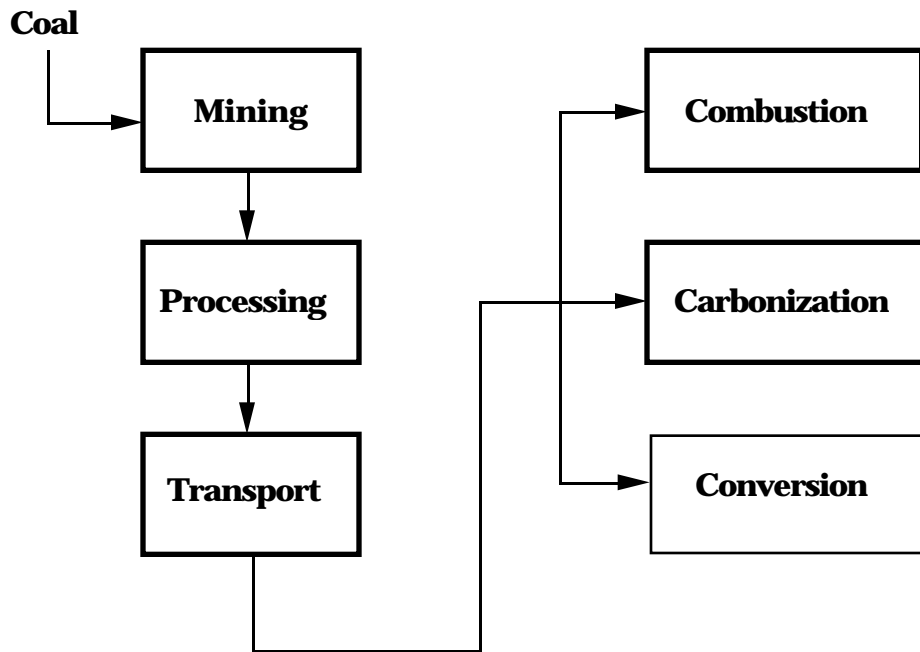 Coal
Mining
Processing
Transport
Combustion
Carbonization
Conversion